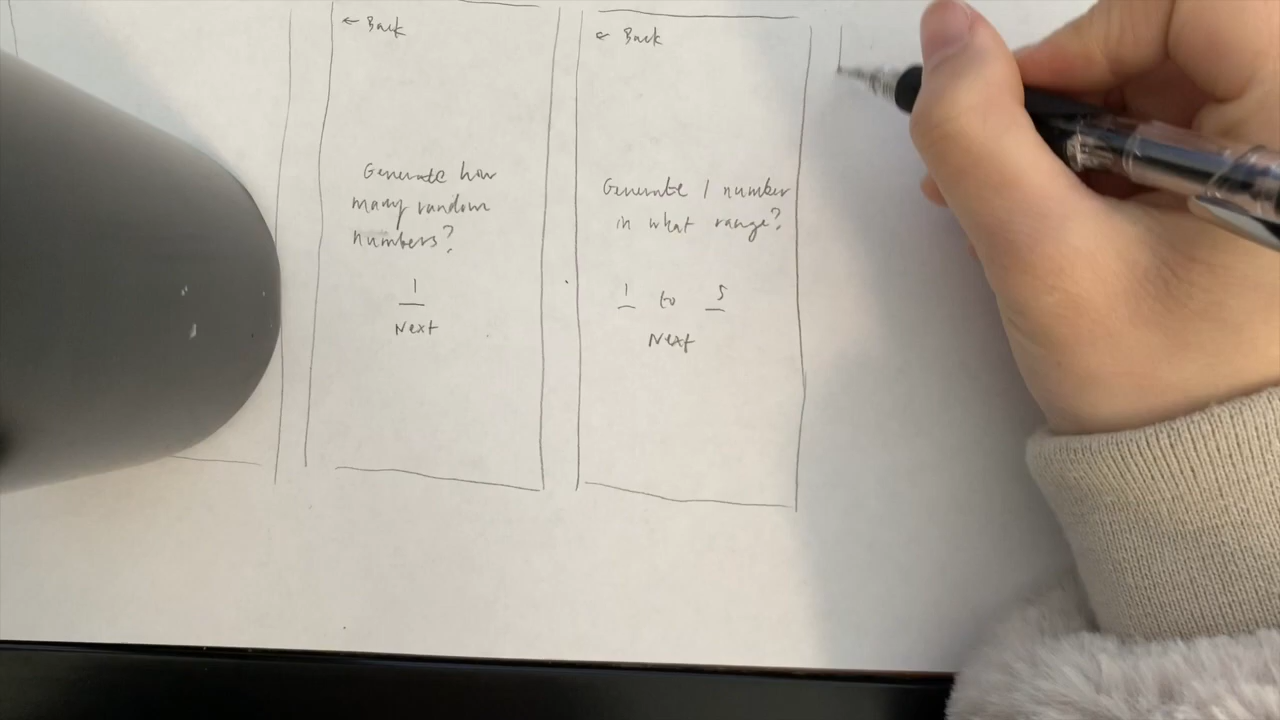 ← Back
Generate how
many random
numbers?
1
Next
← Back
Generate 1 number
in what range?
1 to 5
Next